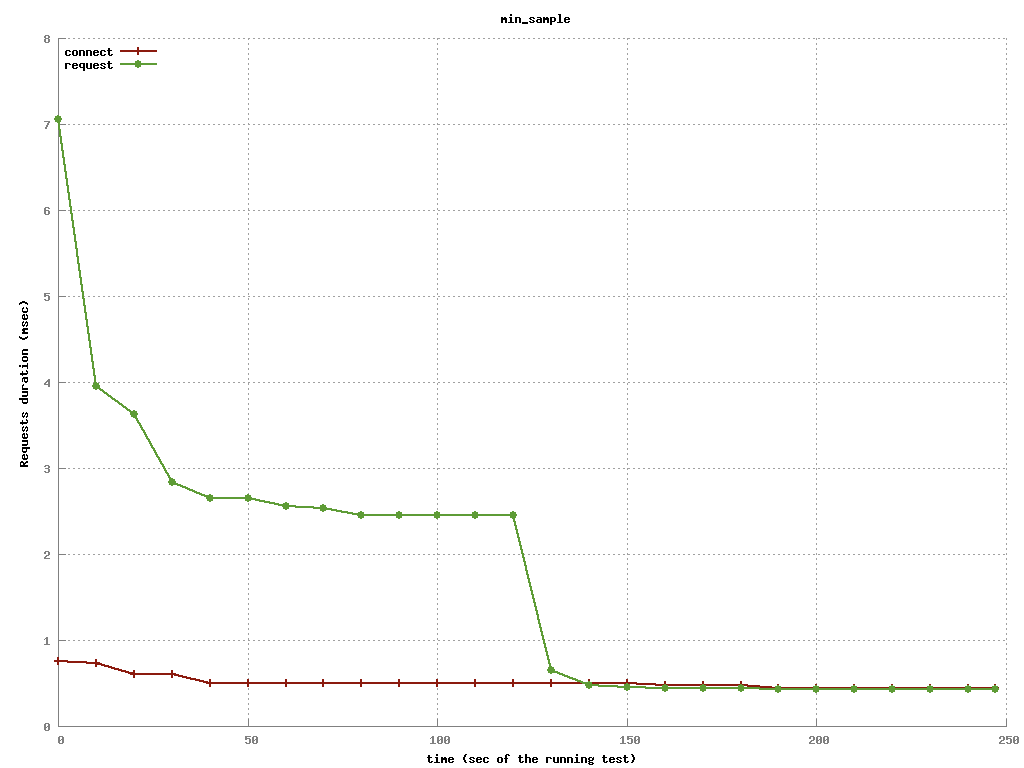 min_sample
connect
request
8
7
6
5
4
3
2
1
0
Requests duration (msec)
0 50 100 150 200 250
time (sec of the running test)